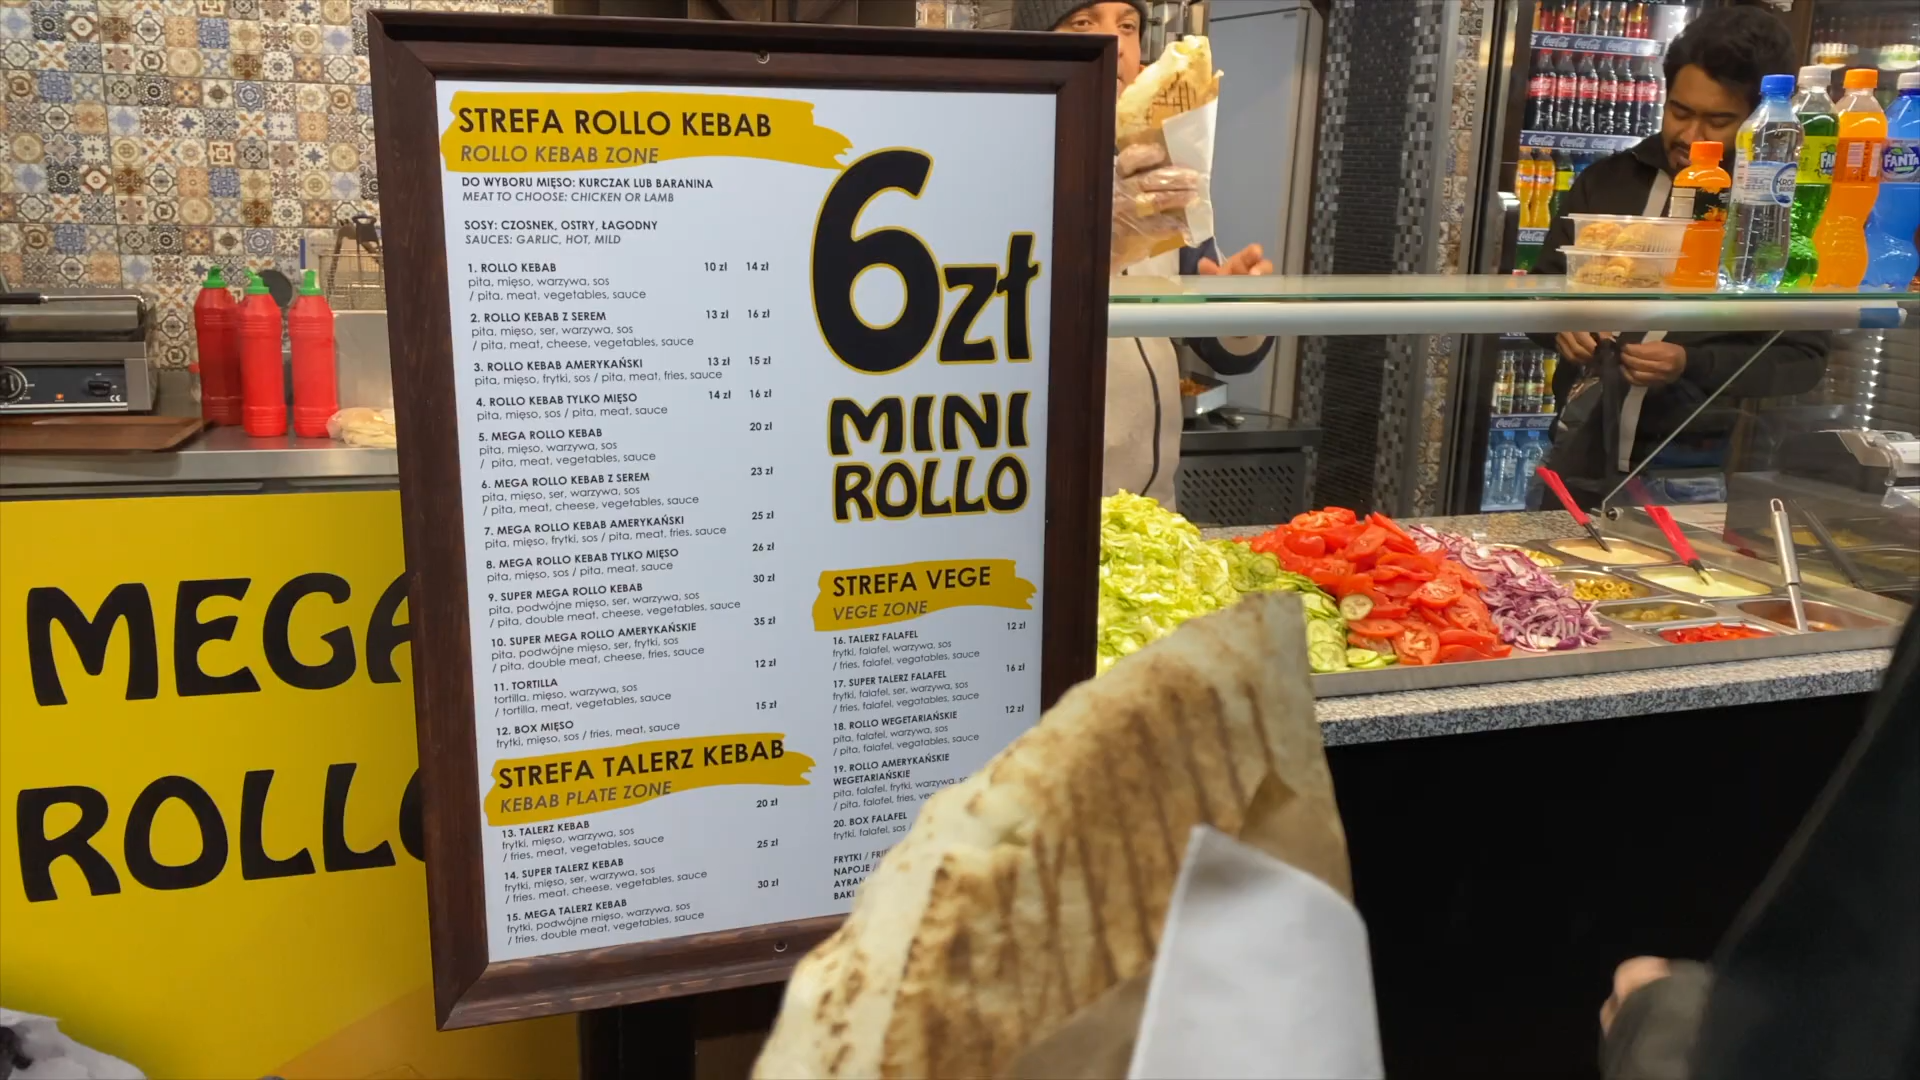 STREFA ROLLO KEBAB
ROLLO KEBAB ZONE
DO WYBORU MIĘSO: KURCZAK LUB BARANINA
MEAT TO CHOOSE: CHICKEN OR LAMB
SOSY: CZOSNEK, OSTRY, ŁAGODNY
SAUCES: GARLIC, HOT, MILD
1. ROLLO KEBAB 10 zł 14 zł
pita, mięso, warzywa, sos
/ pita, meat, vegetables, sauce
2. ROLLO KEBAB Z SEREM 13 zł 16 zł
pita, mięso, ser, warzywa, sos
/ pita, meat, cheese, vegetables, sauce
3. ROLLO KEBAB AMERYKAŃSKI 13 zł 15 zł
pita, mięso, frytki, sos / pita, meat, fries, sauce
4. ROLLO KEBAB TYLKO MIĘSO 14 zł 16 zł
pita, mięso, sos / pita, meat, sauce
5. MEGA ROLLO KEBAB 20 zł
pita, mięso, warzywa, sos
/ pita, meat, vegetables, sauce
6. MEGA ROLLO KEBAB Z SEREM 23 zł
pita, mięso, ser, warzywa, sos
/ pita, meat, cheese, vegetables, sauce
7. MEGA ROLLO KEBAB AMERYKAŃSKI 25 zł
pita, mięso, frytki, sos / pita, meat, fries, sauce
8. MEGA ROLLO KEBAB TYLKO MIĘSO 26 zł
pita, mięso, sos / pita, meat, sauce
9. SUPER MEGA ROLLO KEBAB 30 zł
pita, podwójne mięso, ser, warzywa, sos
/ pita, double meat, cheese, vegetables, sauce
10. SUPER MEGA ROLLO AMERYKAŃSKIE 35 zł
pita, podwójne mięso, ser, frytki, sos
/ pita, double meat, cheese, fries, sauce
11. TORTILLA 12 zł
tortilla, mięso, warzywa, sos
/ tortilla, meat, vegetables, sauce
12. BOX MIĘSO 15 zł
frytki, mięso, sos / fries, meat, sauce
STREFA TALERZ KEBAB
KEBAB PLATE ZONE
13. TALERZ KEBAB 20 zł
frytki, mięso, warzywa, sos
/ fries, meat, vegetables, sauce
14. SUPER TALERZ KEBAB 25 zł
frytki, mięso, ser, warzywa, sos
/ fries, meat, cheese, vegetables, sauce
15. MEGA TALERZ KEBAB 30 zł
frytki, podwójne mięso, warzywa, sos
/ fries, double meat, vegetables, sauce
6zł
MINI
ROLLO
STREFA VEGE
VEGE ZONE
16. TALERZ FALAFEL 12 zł
frytki, falafel, warzywa, sos
/ fries, falafel, vegatables, sauce
17. SUPER TALERZ FALAFEL 16 zł
frytki, falafel, ser, warzywa, sos
/ fries, falafel, vegatables, sauce
18. ROLLO WEGETARIAŃSKIE 12 zł
pita, falafel, warzywa, sos
/ pita, falafel, vegatables, sauce
19. ROLLO AMERYKAŃSKIE
WEGETARIAŃSKIE
pita, falafel, frytki, warzywa,
/ pita, falafel, fries,
20. BOX FALAFEL
frytki, falafel, sos
FRYTKI /
NAPOJE /
AYRAN
BAKL
MEGA
ROLLO
Coca-Cola
Coca-Cola
FANTA